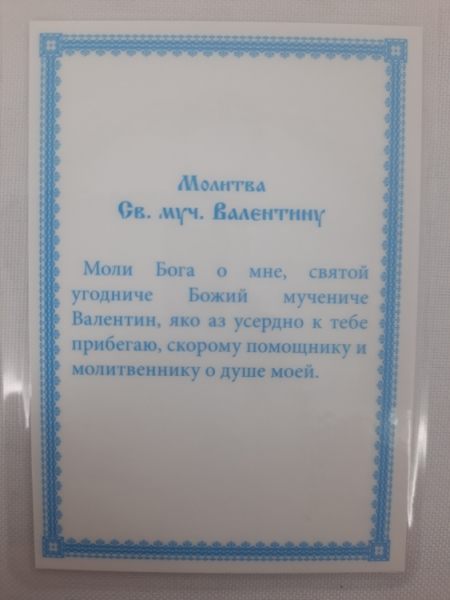 Молитва
Св. муч. Валентину
Моли Бога о мне, святой
угодниче Божий мучениче
Валентин, яко аз усердно к тебе
прибегаю, скорому помощнику и
молитвеннику о душе моей.